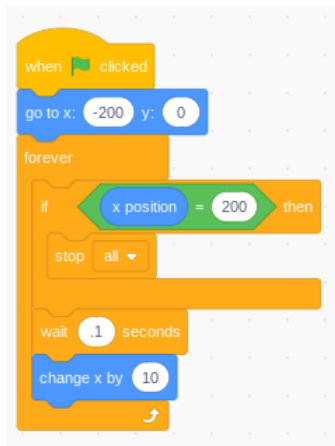 when clicked
go to x: -200 y: 0
forever
if x position = 200 then
stop all
wait .1 seconds
change x by 10